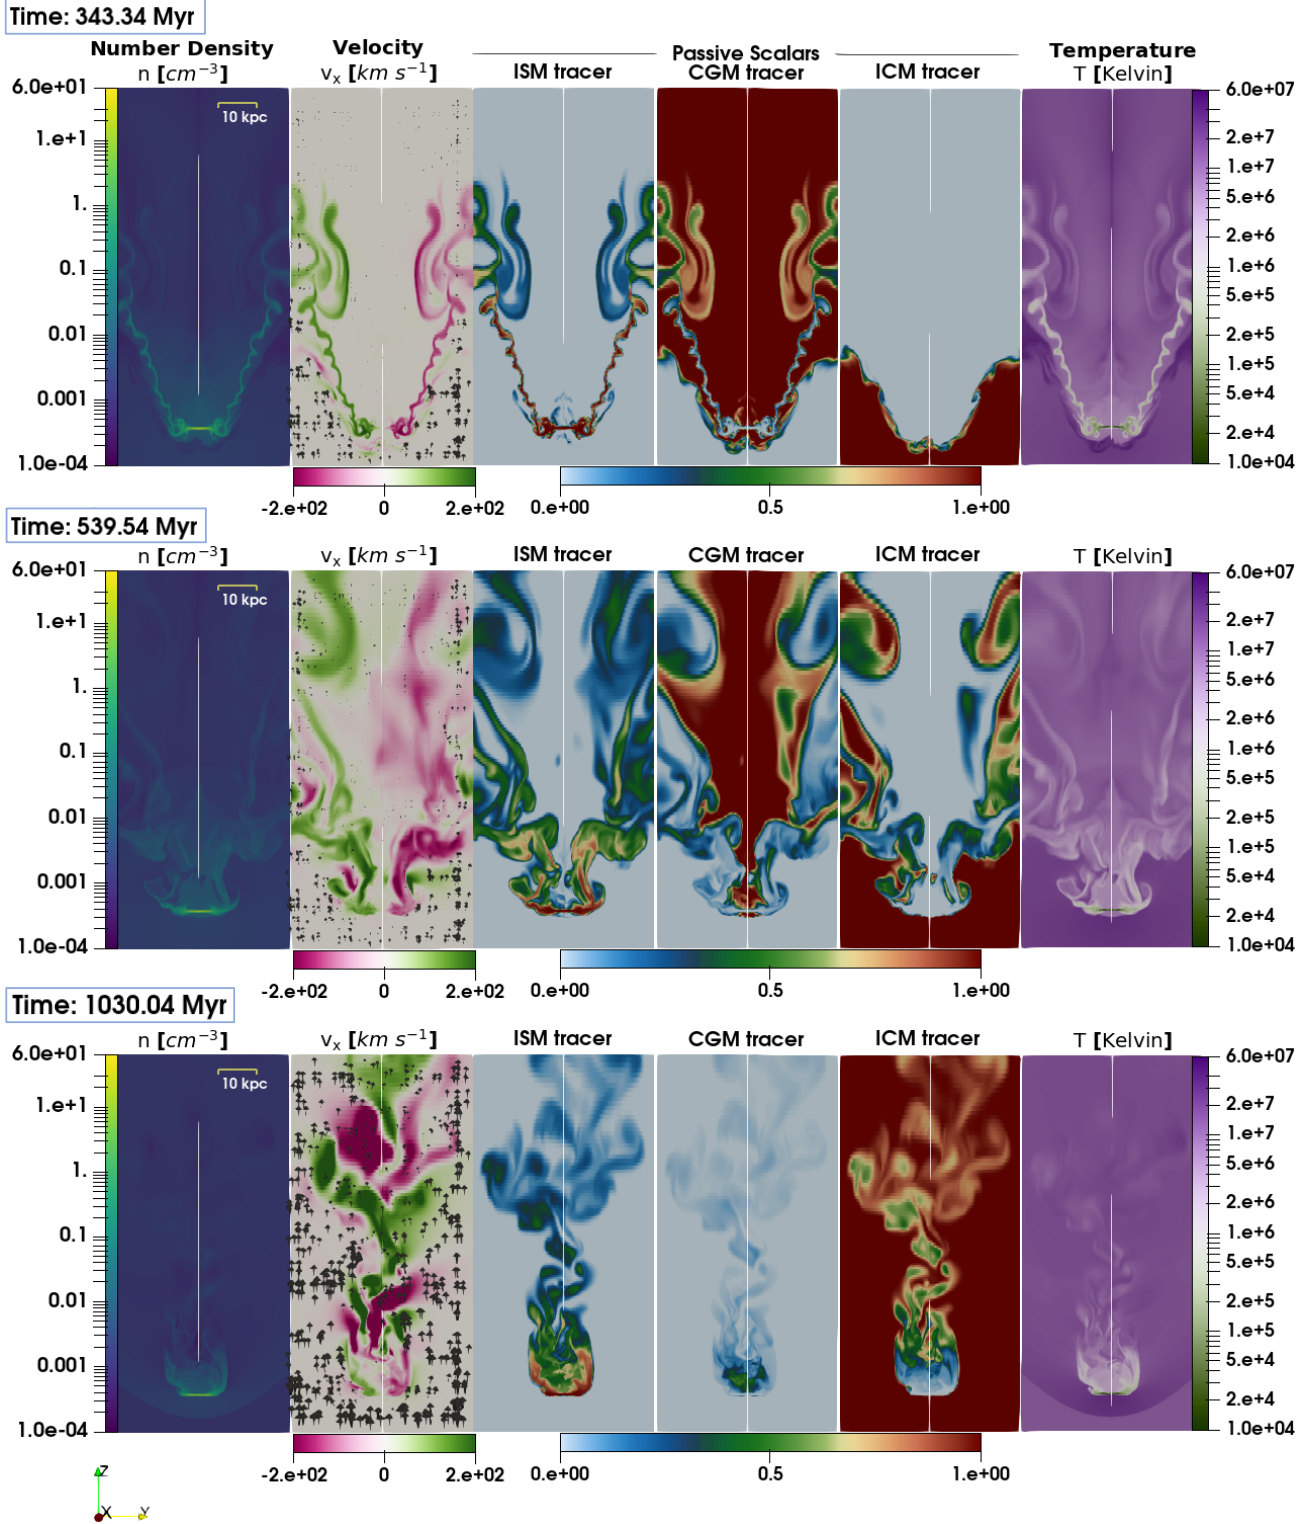 Time: 343.34 Myr
Number Density Velocity Passive Scalars Temperature
n [cm⁻³] vₓ [km s⁻¹] ISM tracer CGM tracer ICM tracer T [Kelvin]
6.0e+01 10 kpc 6.0e+07
1.e+1 2.e+7
1.e+7
1. 5.e+6
2.e+6
0.1 1.e+6
5.e+5
0.01 2.e+5
1.e+5
0.001 5.e+4
2.e+4
1.0e-04 1.0e+04
-2.e+02 0 2.e+02 0.e+00 0.5 1.e+00
Time: 539.54 Myr
n [cm⁻³] vₓ [km s⁻¹] ISM tracer CGM tracer ICM tracer T [Kelvin]
6.0e+01 10 kpc 6.0e+07
1.e+1 2.e+7
1.e+7
1. 5.e+6
2.e+6
0.1 1.e+6
5.e+5
0.01 2.e+5
1.e+5
0.001 5.e+4
2.e+4
1.0e-04 1.0e+04
-2.e+02 0 2.e+02 0.e+00 0.5 1.e+00
Time: 1030.04 Myr
n [cm⁻³] vₓ [km s⁻¹] ISM tracer CGM tracer ICM tracer T [Kelvin]
6.0e+01 10 kpc 6.0e+07
1.e+1 2.e+7
1.e+7
1. 5.e+6
2.e+6
0.1 1.e+6
5.e+5
0.01 2.e+5
1.e+5
0.001 5.e+4
2.e+4
1.0e-04 1.0e+04
-2.e+02 0 2.e+02 0.e+00 0.5 1.e+00
Z
X Y